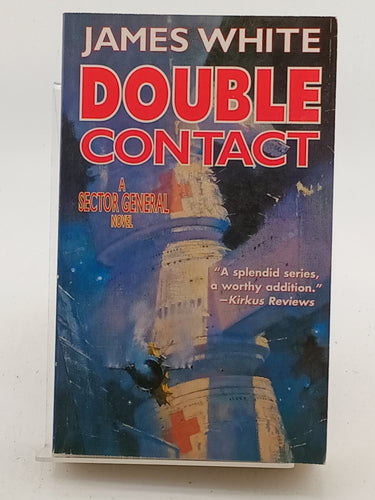 JAMES WHITE
DOUBLE
CONTACT
A
SECTOR GENERAL
NOVEL
"A splendid series,
a worthy addition."
—Kirkus Reviews